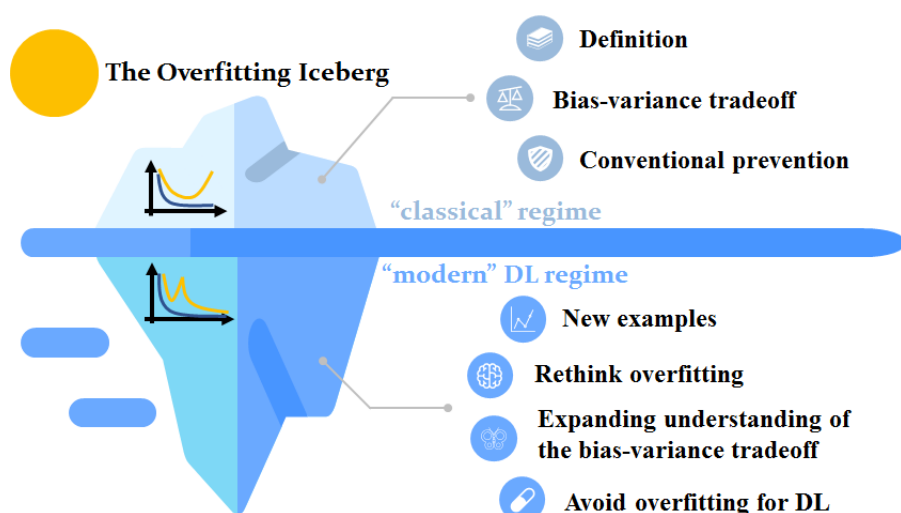 The Overfitting Iceberg
Definition
Bias-variance tradeoff
Conventional prevention
“classical” regime
“modern” DL regime
New examples
Rethink overfitting
Expanding understanding of
the bias-variance tradeoff
Avoid overfitting for DL